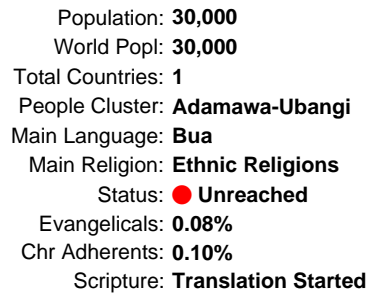 Population: 30,000
World Popl: 30,000
Total Countries: 1
People Cluster: Adamawa-Ubangi
Main Language: Bua
Main Religion: Ethnic Religions
Status: Unreached
Evangelicals: 0.08%
Chr Adherents: 0.10%
Scripture: Translation Started